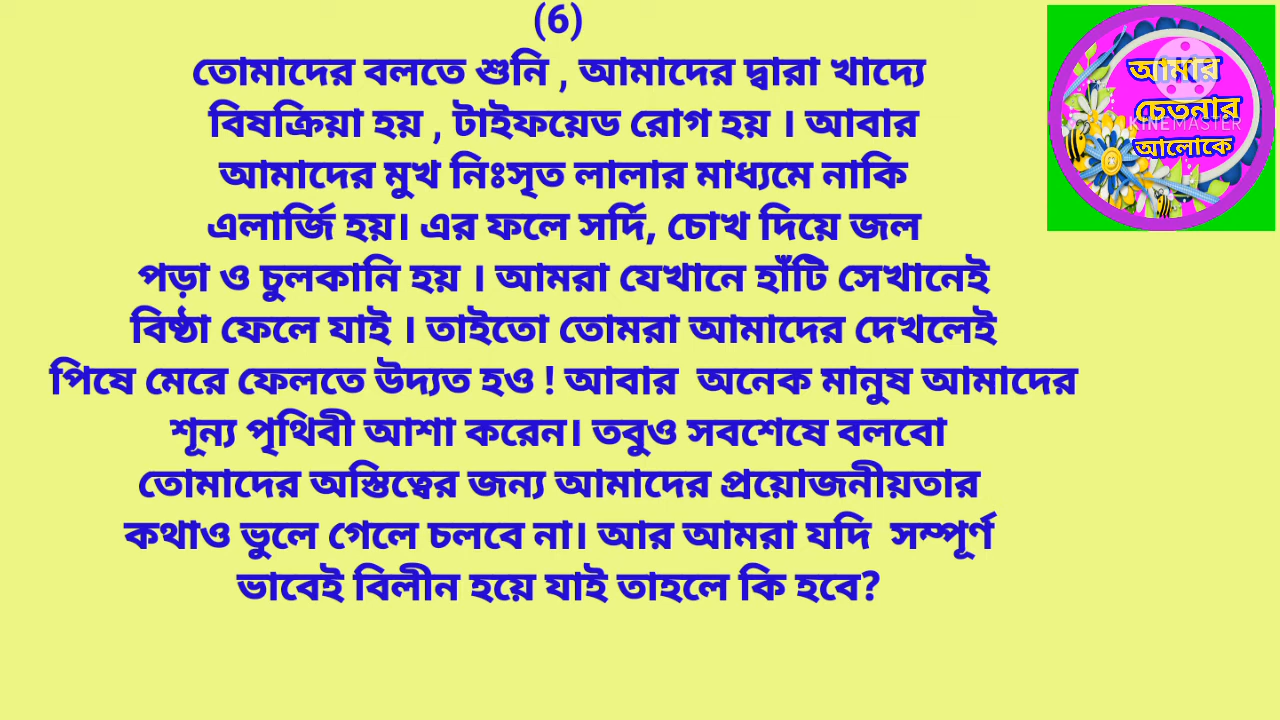 (6)
তোমাদের বলতে শুনি , আমাদের দ্বারা খাদ্যে
বিষক্রিয়া হয় , টাইফয়েড রোগ হয় । আবার
আমাদের মুখ নিঃসৃত লালার মাধ্যমে নাকি
এলার্জি হয়। এর ফলে সর্দি, চোখ দিয়ে জল
পড়া ও চুলকানি হয় । আমরা যেখানে হাঁটি সেখানেই
বিষ্ঠা ফেলে যাই । তাইতো তোমরা আমাদের দেখলেই
পিষে মেরে ফেলতে উদ্যত হও ! আবার  অনেক মানুষ আমাদের
শূন্য পৃথিবী আশা করেন। তবুও সবশেষে বলবো
তোমাদের অস্তিত্বের জন্য আমাদের প্রয়োজনীয়তার
কথাও ভুলে গেলে চলবে না। আর আমরা যদি  সম্পূর্ণ
ভাবেই বিলীন হয়ে যাই তাহলে কি হবে?
আমার
চেতনার
KINEMASTER
আলোকে